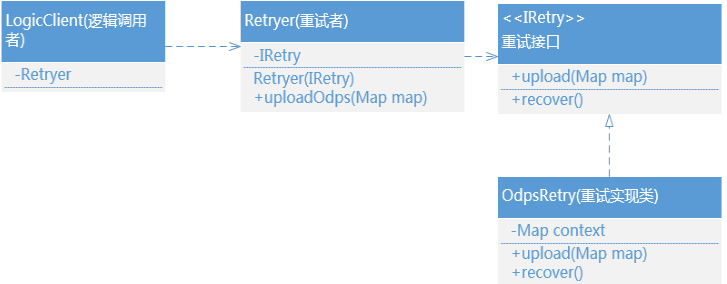 LogicClient(逻辑调用
者)
-Retryer
Retryer(重试者)
-IRetry
Retryer(IRetry)
+uploadOdps(Map map)
<<IRetry>>
重试接口
+upload(Map map)
+recover()
OdpsRetry(重试实现类)
-Map context
+upload(Map map)
+recover()